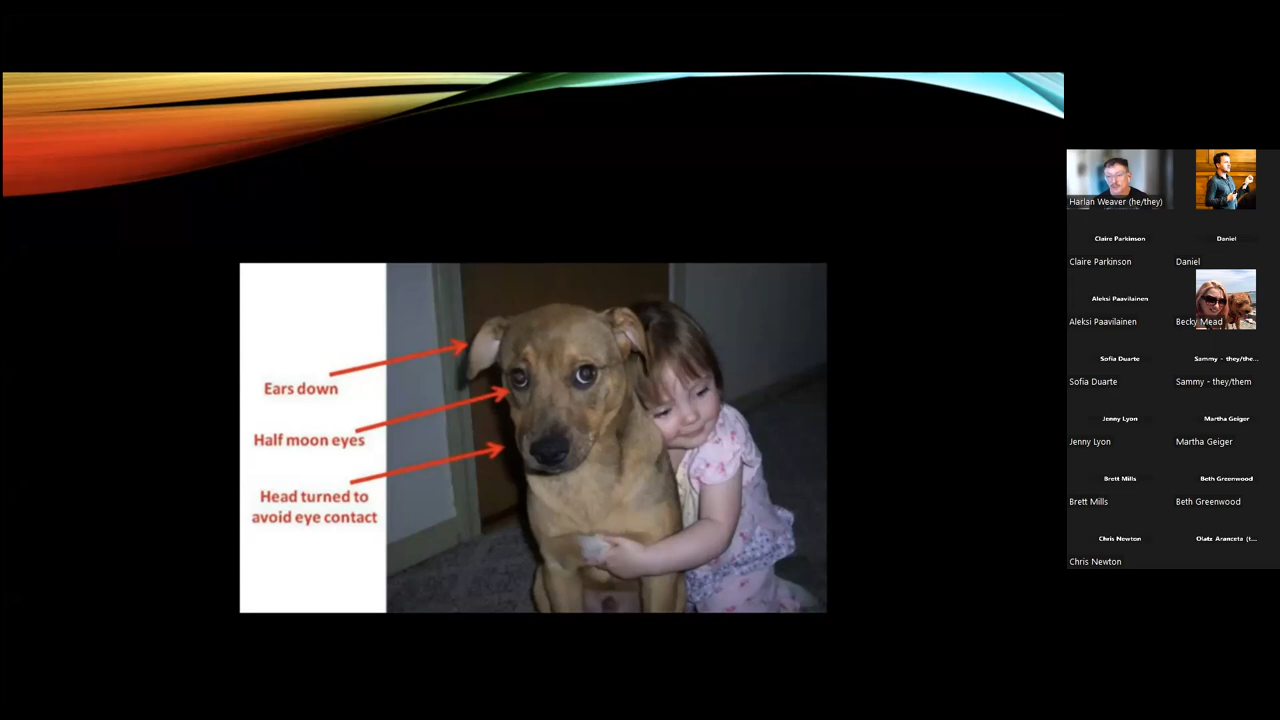 Ears down
Half moon eyes
Head turned to
avoid eye contact
Harlan Weaver (he/they)
Claire Parkinson
Daniel
Claire Parkinson
Daniel
Aleksi Paavilainen
Aleksi Paavilainen
Becky Mead
Sofia Duarte
Sammy - they/the...
Sofia Duarte
Sammy - they/them
Jenny Lyon
Martha Geiger
Jenny Lyon
Martha Geiger
Brett Mills
Beth Greenwood
Brett Mills
Beth Greenwood
Chris Newton
Olatz Aranceta (t...
Chris Newton